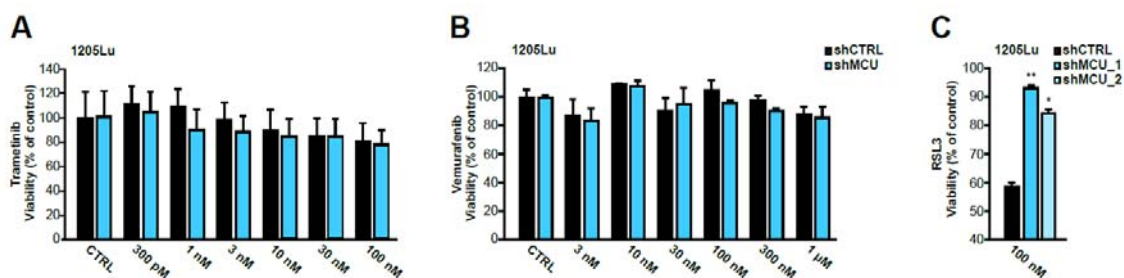 A
1205Lu
Trametinib
Viability (% of control)
140
120
100
80
60
40
20
0
CTRL
300 pM
1 nM
3 nM
10 nM
30 nM
100 nM
B
1205Lu
shCTRL
shMCU
Vemurafenib
Viability (% of control)
120
100
80
60
40
20
0
CTRL
3 nM
10 nM
30 nM
100 nM
300 nM
1 µM
C
1205Lu
shCTRL
shMCU_1
shMCU_2
RSL3
Viability (% of control)
100
90
80
70
60
50
40
**
*
100 nM